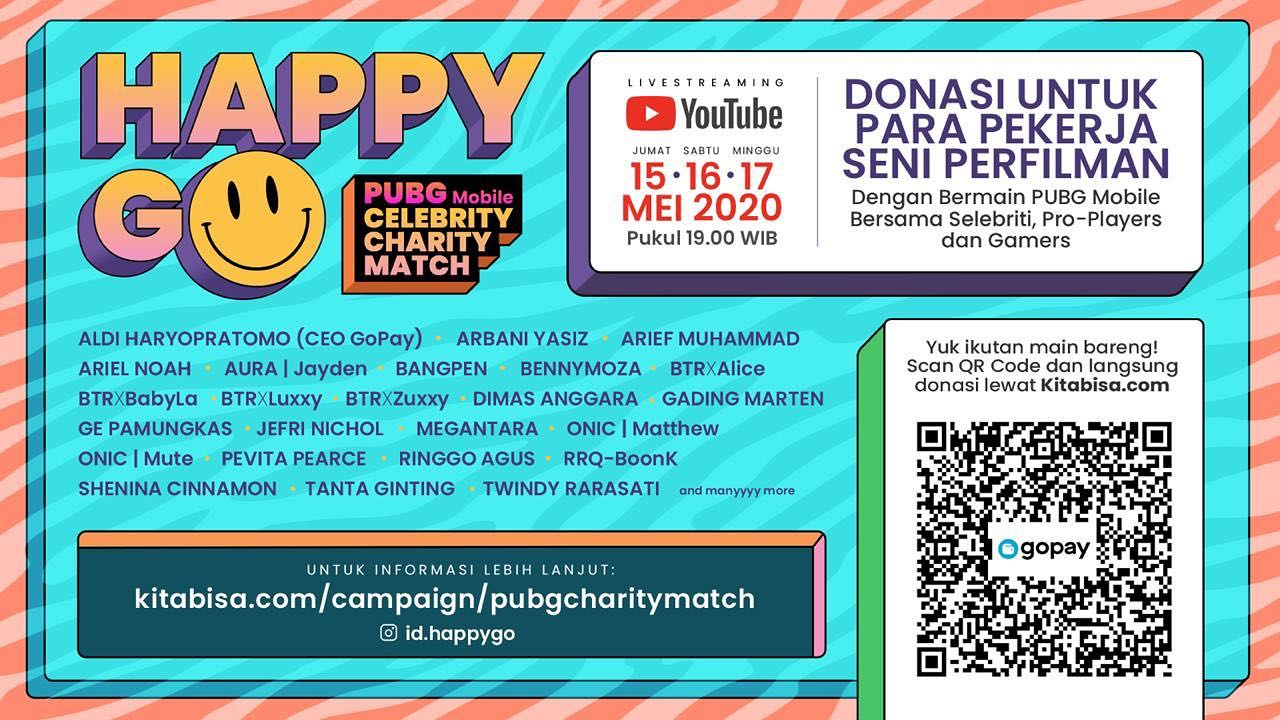 HAPPY
GO
PUBG Mobile
CELEBRITY
CHARITY
MATCH
LIVESTREAMING
YouTube
JUMAT SABTU MINGGU
15 • 16 • 17
MEI 2020
Pukul 19.00 WIB
DONASI UNTUK
PARA PEKERJA
SENI PERFILMAN
Dengan Bermain PUBG Mobile
Bersama Selebriti, Pro-Players
dan Gamers
ALDI HARYOPRATOMO (CEO GoPay) • ARBANI YASIZ • ARIEF MUHAMMAD
ARIEL NOAH • AURA | Jayden • BANGPEN • BENNYMOZA • BTRXAlice
BTRXBabyLa • BTRXLuxxy • BTRXZuxxy • DIMAS ANGGARA • GADING MARTEN
GE PAMUNGKAS • JEFRI NICHOL • MEGANTARA • ONIC | Matthew
ONIC | Mute • PEVITA PEARCE • RINGGO AGUS • RRQ-BoonK
SHENINA CINNAMON • TANTA GINTING • TWINDY RARASATI and manyyyy more
UNTUK INFORMASI LEBIH LANJUT:
kitabisa.com/campaign/pubgcharitymatch
id.happygo
Yuk ikutan main bareng!
Scan QR Code dan langsung
donasi lewat Kitabisa.com
gopay